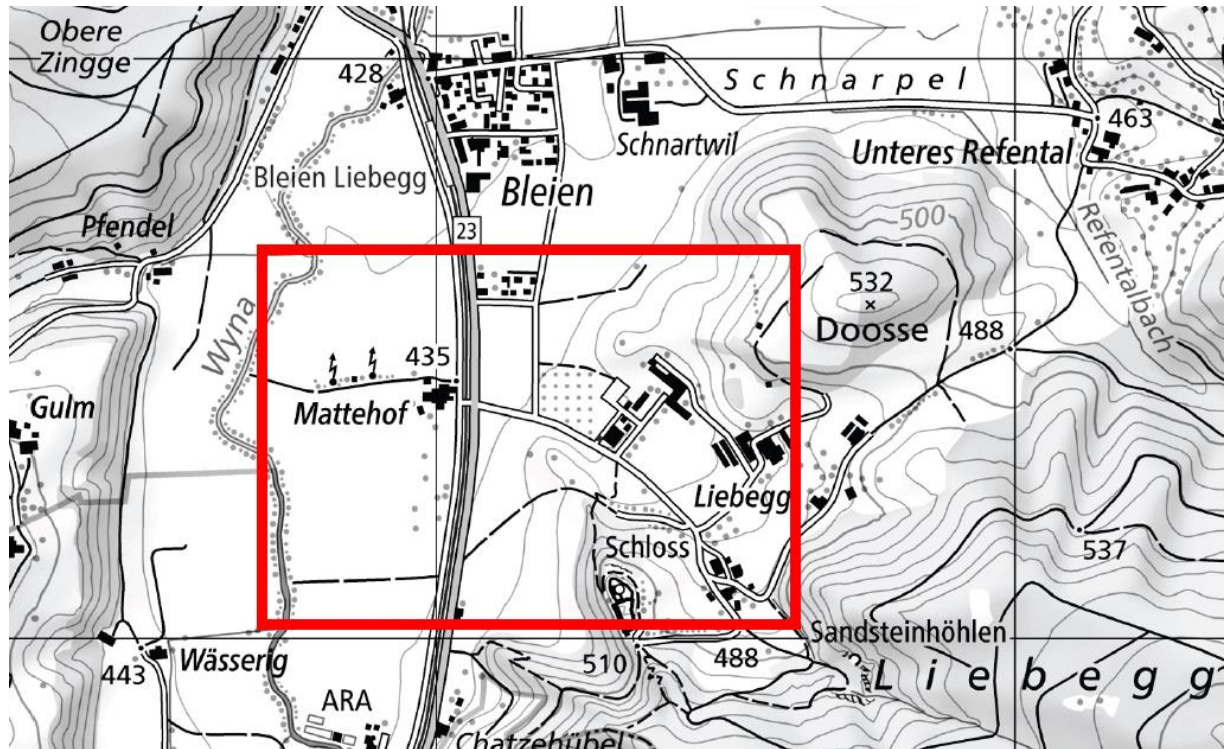 Obere
Zingge
428
Schnarpel
463
Schnartwil
Unteres Refental
Bleien Liebegg
Bleien
Pfendel
23
500
Refentalbach
532
Doosse
488
Wyna
435
Mattehof
Gulm
Liebegg
Schloss
537
Sandsteinhöhlen
443
Wässerig
510
488
Liebegg
ARA
Chatzehübel